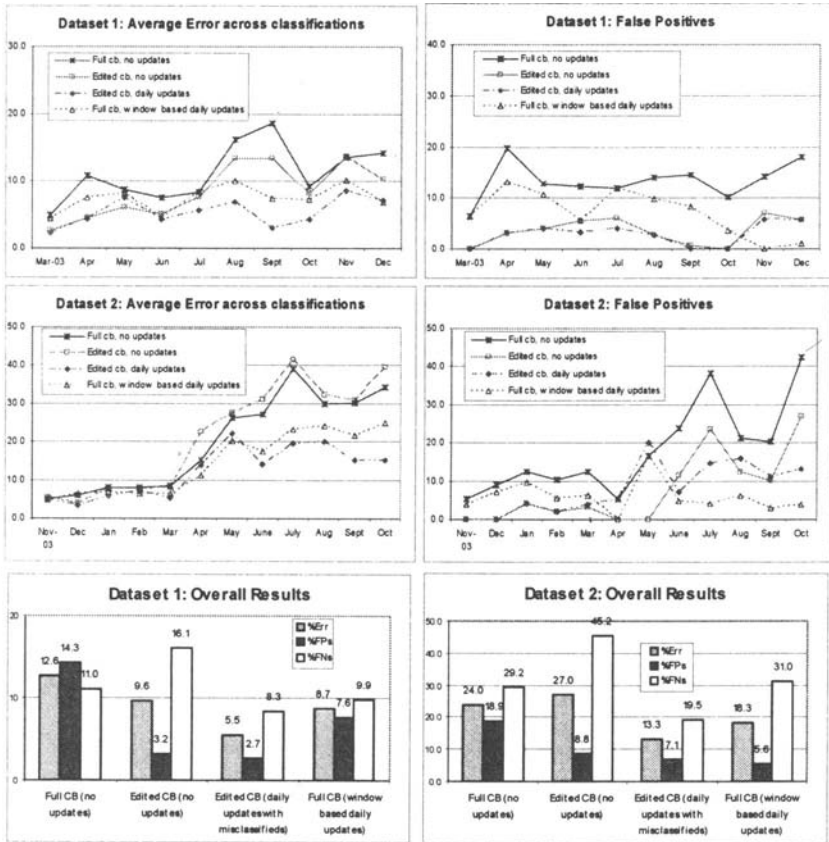 Dataset 1: Average Error across classifications
30.0
20.0
10.0
0.0
Full cb, no updates
Edited cb, no updates
Edited cb, daily updates
Full cb, window based daily updates
Mar-03 Apr May Jun Jul Aug Sept Oct Nov Dec
Dataset 1: False Positives
40.0
30.0
20.0
10.0
0.0
Full cb, no updates
Edited cb, no updates
Edited cb, daily updates
Full cb, window based daily updates
Mar-03 Apr May Jun Jul Aug Sept Oct Nov Dec
Dataset 2: Average Error across classifications
50.0
40.0
30.0
20.0
10.0
0.0
Full cb, no updates
Edited cb, no updates
Edited cb, daily updates
Full cb, window based daily updates
Nov- Dec Jan Feb Mar Apr May June July Aug Sept Oct
03
Dataset 2: False Positives
50.0
40.0
30.0
20.0
10.0
0.0
Full cb, no updates
Edited cb, no updates
Edited cb, daily updates
Full cb, window based daily updates
Nov- Dec Jan Feb Mar Apr May June July Aug Sept Oct
03
Dataset 1: Overall Results
20
10
0
%Err
%FPs
%FNs
12.6 14.3 11.0 9.6 3.2 16.1 5.5 2.7 8.3 8.7 7.6 9.9
Full CB (no Edited CB (no Edited CB (daily Full CB (window
updates) updates) updates with based daily
misclassifieds) updates)
Dataset 2: Overall Results
50.0
40.0
30.0
20.0
10.0
0.0
%Err
%FPs
%FNs
24.0 18.9 29.2 27.0 8.8 45.2 13.3 7.1 19.5 18.3 5.6 31.0
Full CB (no Edited CB (no Edited CB (daily Full CB (window
updates) updates) updates with based daily
misclassifieds) updates)